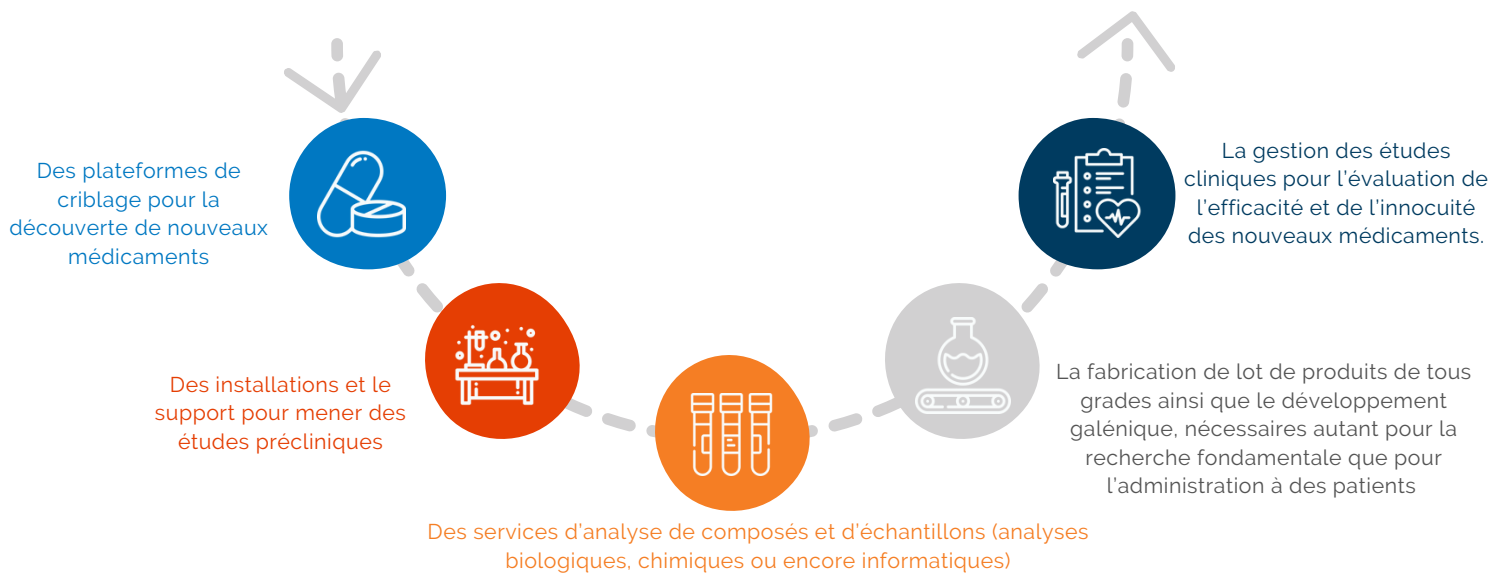 Des plateformes de
criblage pour la
découverte de nouveaux
médicaments
Des installations et le
support pour mener des
études précliniques
Des services d'analyse de composés et d'échantillons (analyses
biologiques, chimiques ou encore informatiques)
La fabrication de lot de produits de tous
grades ainsi que le développement
galénique, nécessaires autant pour la
recherche fondamentale que pour
l'administration à des patients
La gestion des études
cliniques pour l'évaluation de
l'efficacité et de l'innocuité
des nouveaux médicaments.